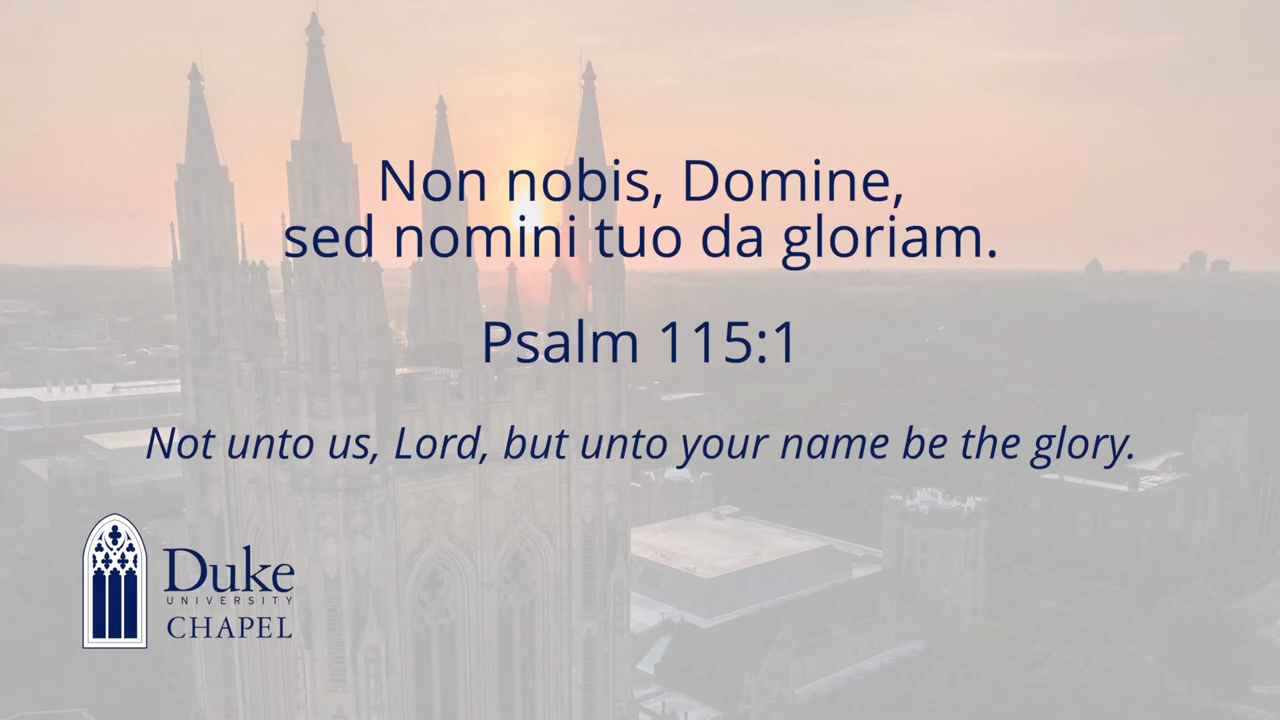 Non nobis, Domine,
sed nomini tuo da gloriam.
Psalm 115:1
Not unto us, Lord, but unto your name be the glory.
Duke
UNIVERSITY
CHAPEL